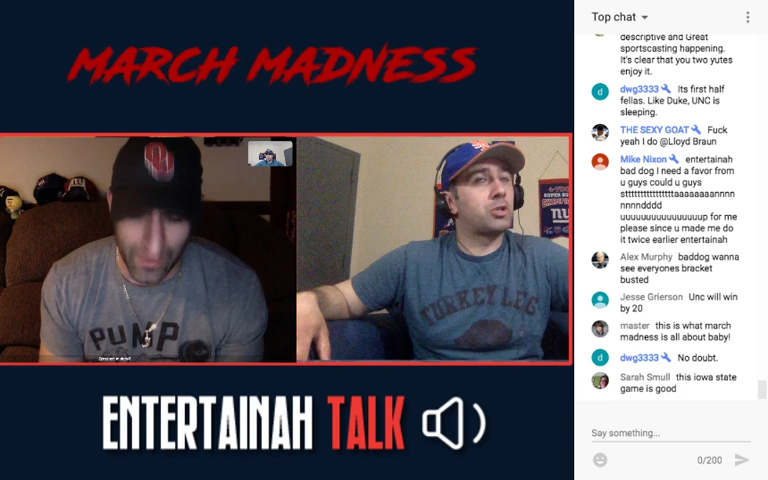 MARCH MADNESS
PUMP
TURKEY LEG
NY
ENTERTAINAH TALK
Top chat
descriptive and Great
sportscasting happening.
It's clear that you two yutes
enjoy it.
d
dwg3333 Its first half
fellas. Like Duke, UNC is
sleeping.
THE SEXY GOAT Fuck
yeah I do @Lloyd Braun
Mike Nixon entertainah
bad dog I need a favor from
u guys could u guys
stttttttttttttttttaaaaaaaannnn
nnnnndddd
uuuuuuuuuuuuuuup for me
please since u made me do
it twice earlier entertainah
Alex Murphy baddog wanna
see everyones bracket
busted
Jesse Grierson Unc will win
by 20
master this is what march
madness is all about baby!
d
dwg3333 No doubt.
Sarah Smull this iowa state
game is good
Say something...
0/200